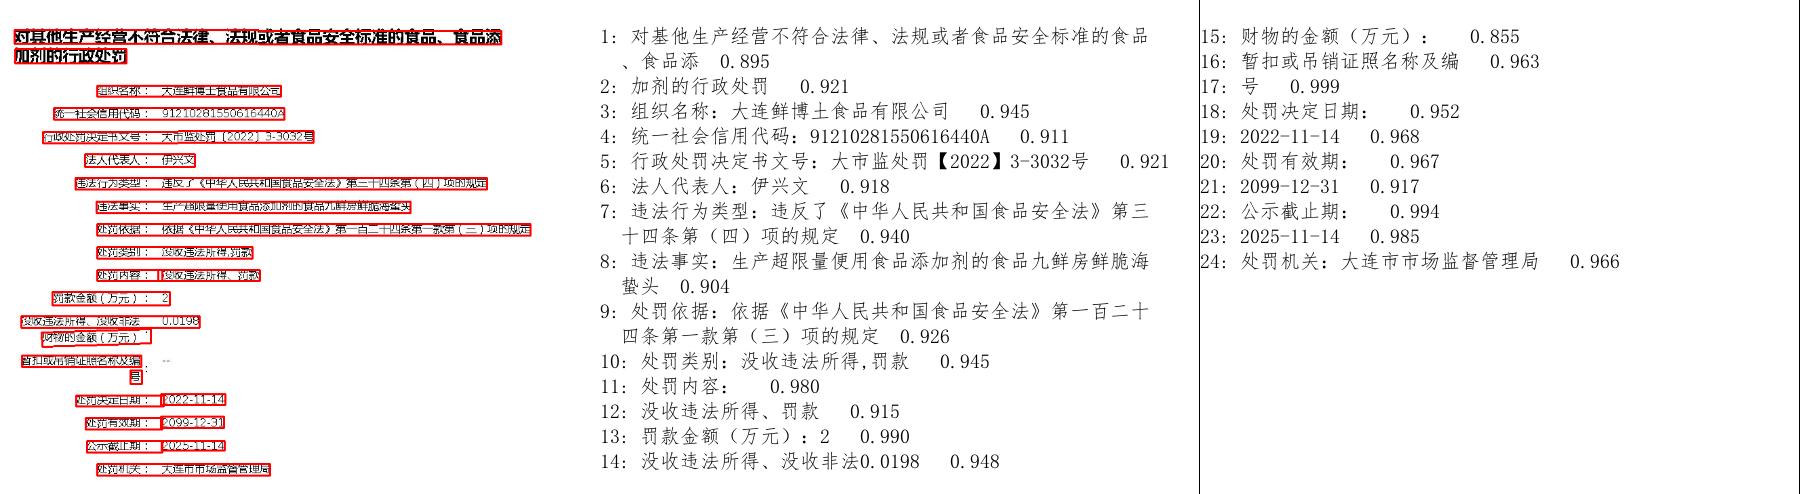 对其他生产经营不符合法律、法规或者食品安全标准的食品、食品添
加剂的行政处罚
组织名称： 大连鲜博士食品有限公司
统一社会信用代码： 91210281550616440A
行政处罚决定书文号： 大市监处罚〔2022〕3-3032号
法人代表人： 伊兴文
违法行为类型： 违反了《中华人民共和国食品安全法》第三十四条第（四）项的规定
违法事实： 生产超限量使用食品添加剂的食品九鲜房鲜脆海蜇头
处罚依据： 依据《中华人民共和国食品安全法》第一百二十四条第一款第（三）项的规定
处罚类别： 没收违法所得,罚款
处罚内容： 没收违法所得、罚款
罚款金额（万元）： 2
没收违法所得、没收非法 0.0198
财物的金额（万元）：
暂扣或吊销证照名称及编 --
号：
处罚决定日期： 2022-11-14
处罚有效期： 2099-12-31
公示截止期： 2025-11-14
处罚机关： 大连市市场监督管理局
1: 对基他生产经营不符合法律、法规或者食品安全标准的食品
、食品添 0.895
2: 加剂的行政处罚 0.921
3: 组织名称：大连鲜博土食品有限公司 0.945
4: 统一社会信用代码：91210281550616440A 0.911
5: 行政处罚决定书文号：大市监处罚【2022】3-3032号 0.921
6: 法人代表人：伊兴文 0.918
7: 违法行为类型：违反了《中华人民共和国食品安全法》第三
十四条第（四）项的规定 0.940
8: 违法事实：生产超限量便用食品添加剂的食品九鲜房鲜脆海
蛰头 0.904
9: 处罚依据：依据《中华人民共和国食品安全法》第一百二十
四条第一款第（三）项的规定 0.926
10: 处罚类别：没收违法所得,罚款 0.945
11: 处罚内容： 0.980
12: 没收违法所得、罚款 0.915
13: 罚款金额（万元）：2 0.990
14: 没收违法所得、没收非法0.0198 0.948
15: 财物的金额（万元）： 0.855
16: 暂扣或吊销证照名称及编 0.963
17: 号 0.999
18: 处罚决定日期： 0.952
19: 2022-11-14 0.968
20: 处罚有效期： 0.967
21: 2099-12-31 0.917
22: 公示截止期： 0.994
23: 2025-11-14 0.985
24: 处罚机关：大连市市场监督管理局 0.966